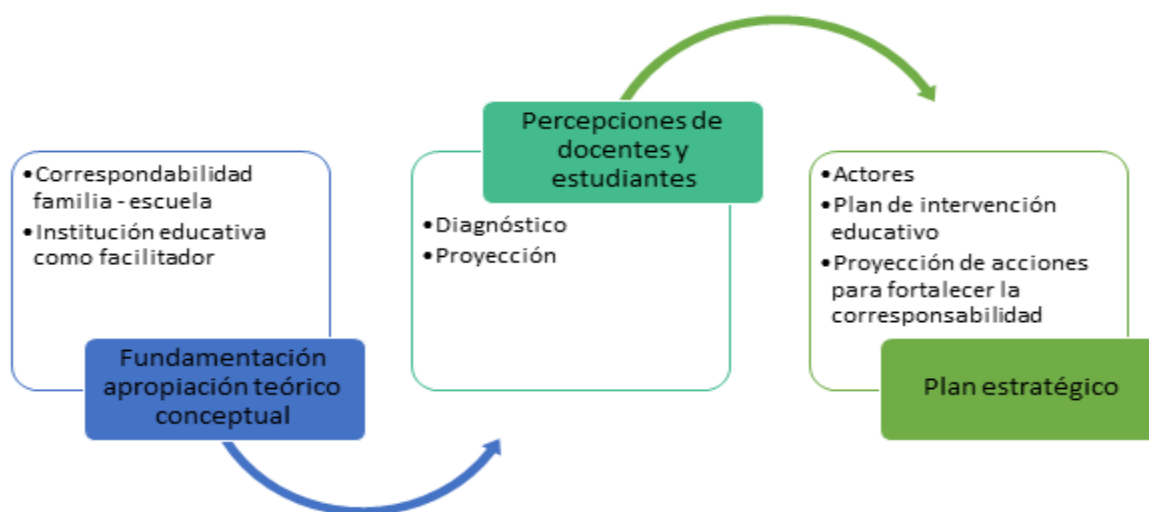 •Correspondabilidad
familia - escuela
•Institución educativa
como facilitador
Fundamentación
apropiación teórico
conceptual
Percepciones de
docentes y
estudiantes
•Diagnóstico
•Proyección
•Actores
•Plan de intervención
educativo
•Proyección de acciones
para fortalecer la
corresponsabilidad
Plan estratégico